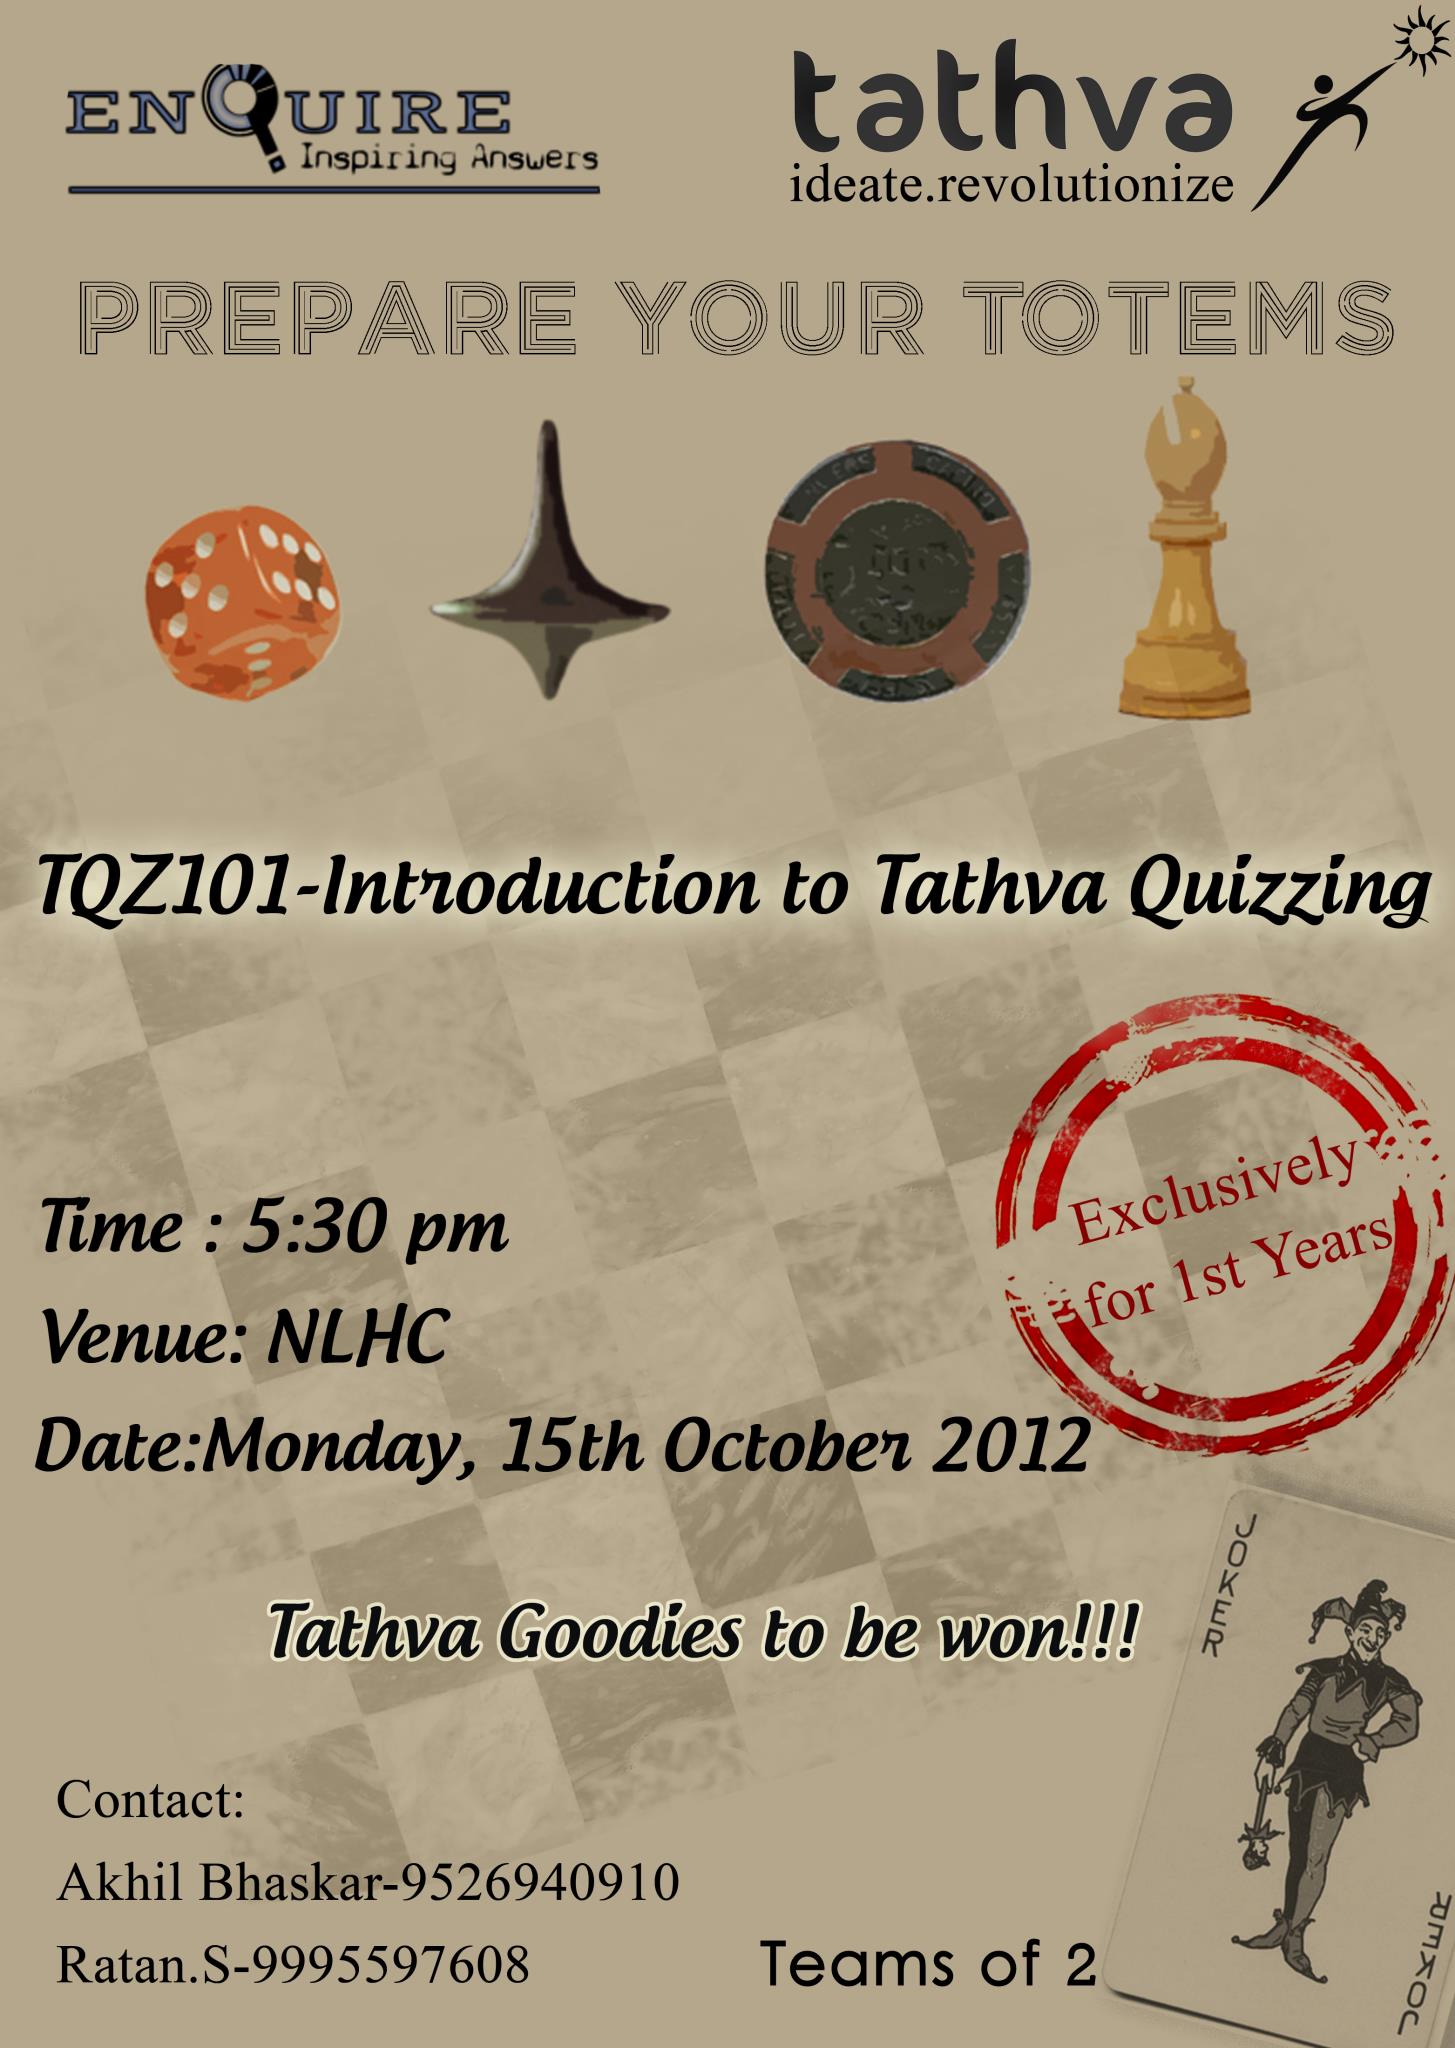 ENQUIRE
Inspiring Answers
tathva
ideate.revolutionize
PREPARE YOUR TOTEMS
CASINO
TQZ101-Introduction to Tathva Quizzing
Exclusively
for 1st Years
Time : 5:30 pm
Venue: NLHC
Date:Monday, 15th October 2012
JOKER
Tathva Goodies to be won!!!
Contact:
Akhil Bhaskar-9526940910
Ratan.S-9995597608
Teams of 2
JOKER